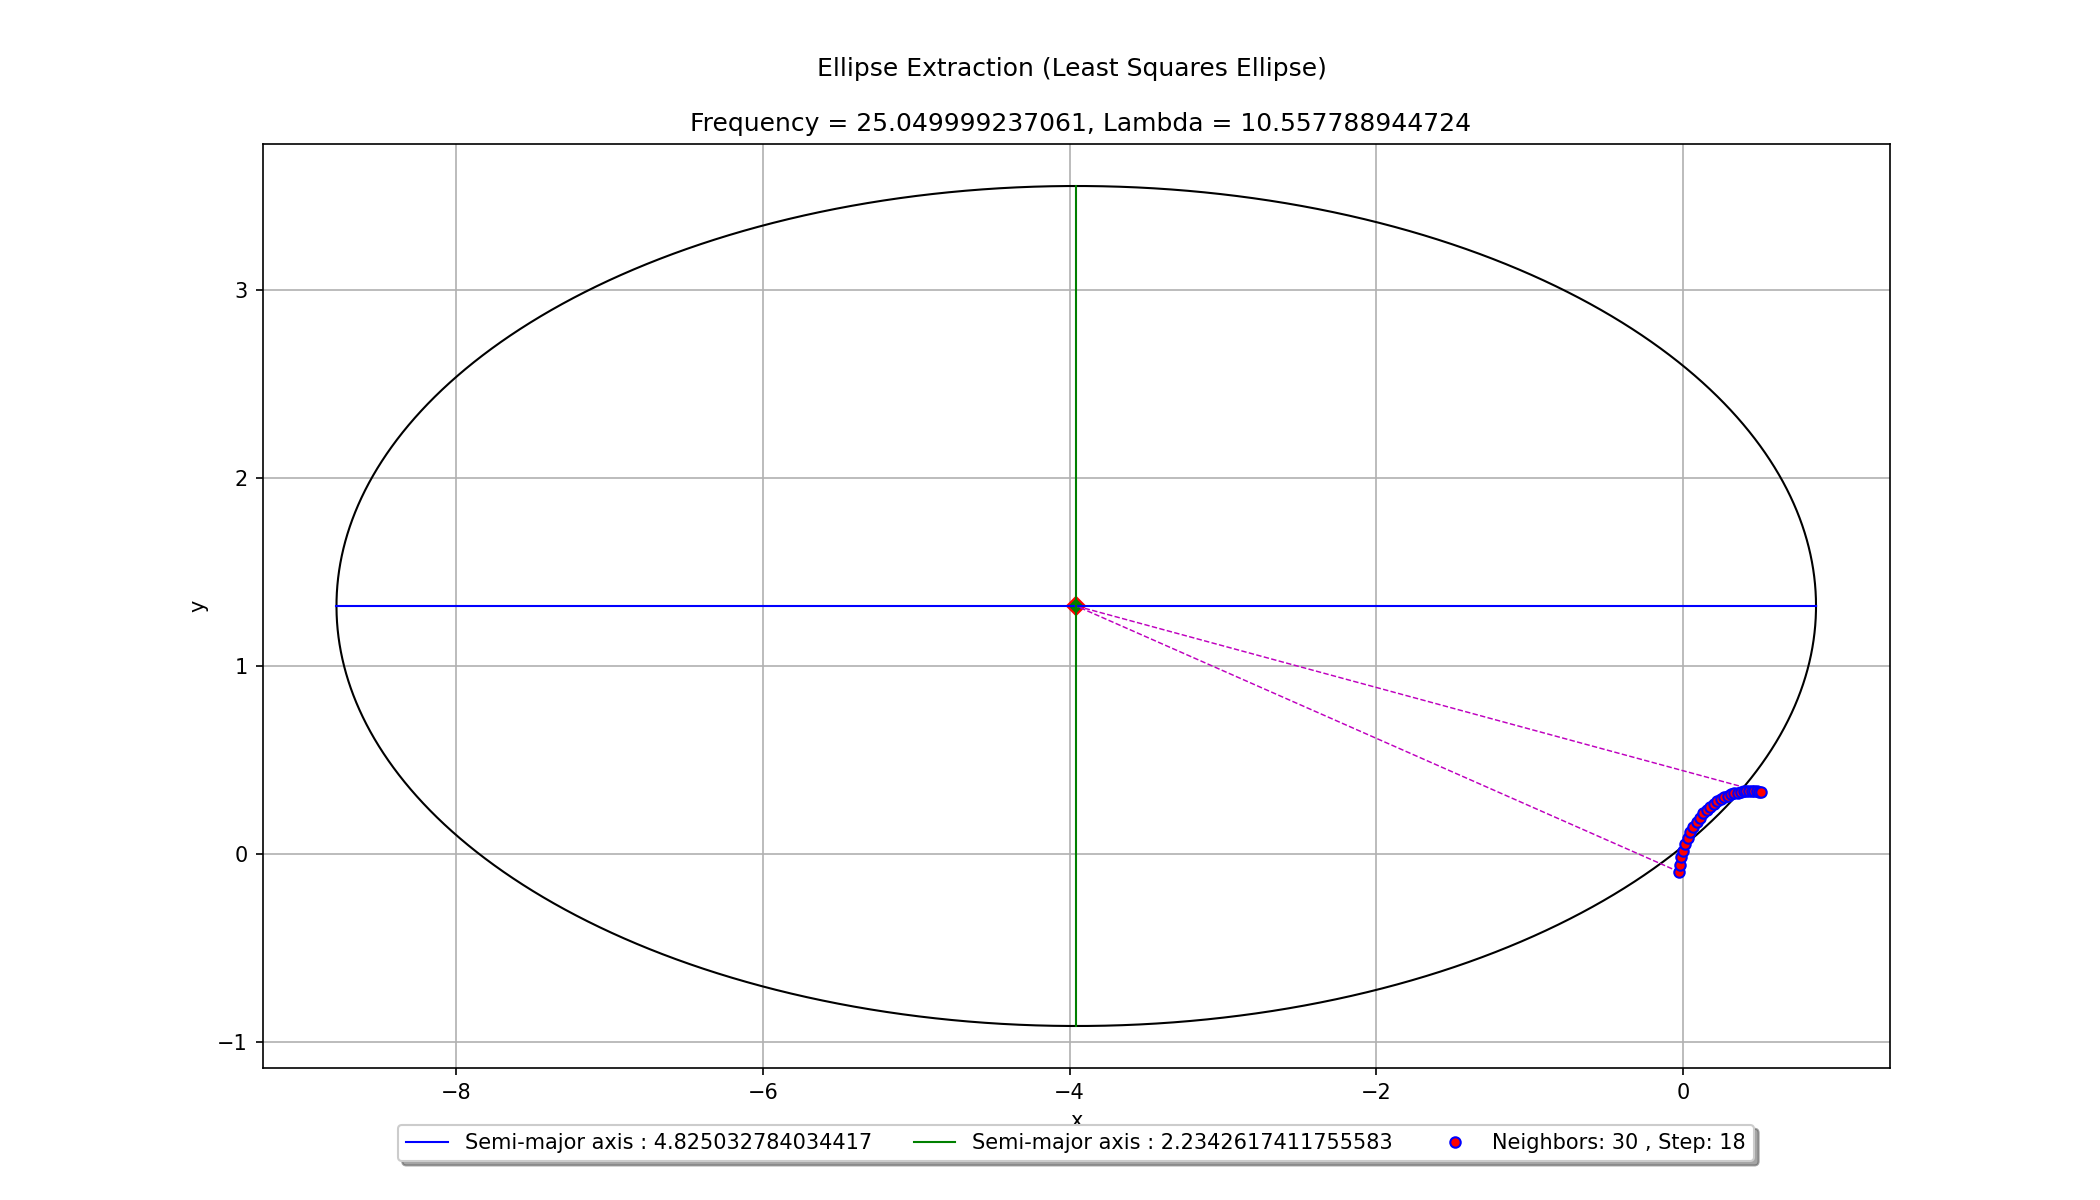 Ellipse Extraction (Least Squares Ellipse)
Frequency = 25.049999237061, Lambda = 10.557788944724
3
2
1
0
−1
y
−8 −6 −4 −2 0
x
Semi-major axis : 4.825032784034417 Semi-major axis : 2.2342617411755583 Neighbors: 30 , Step: 18